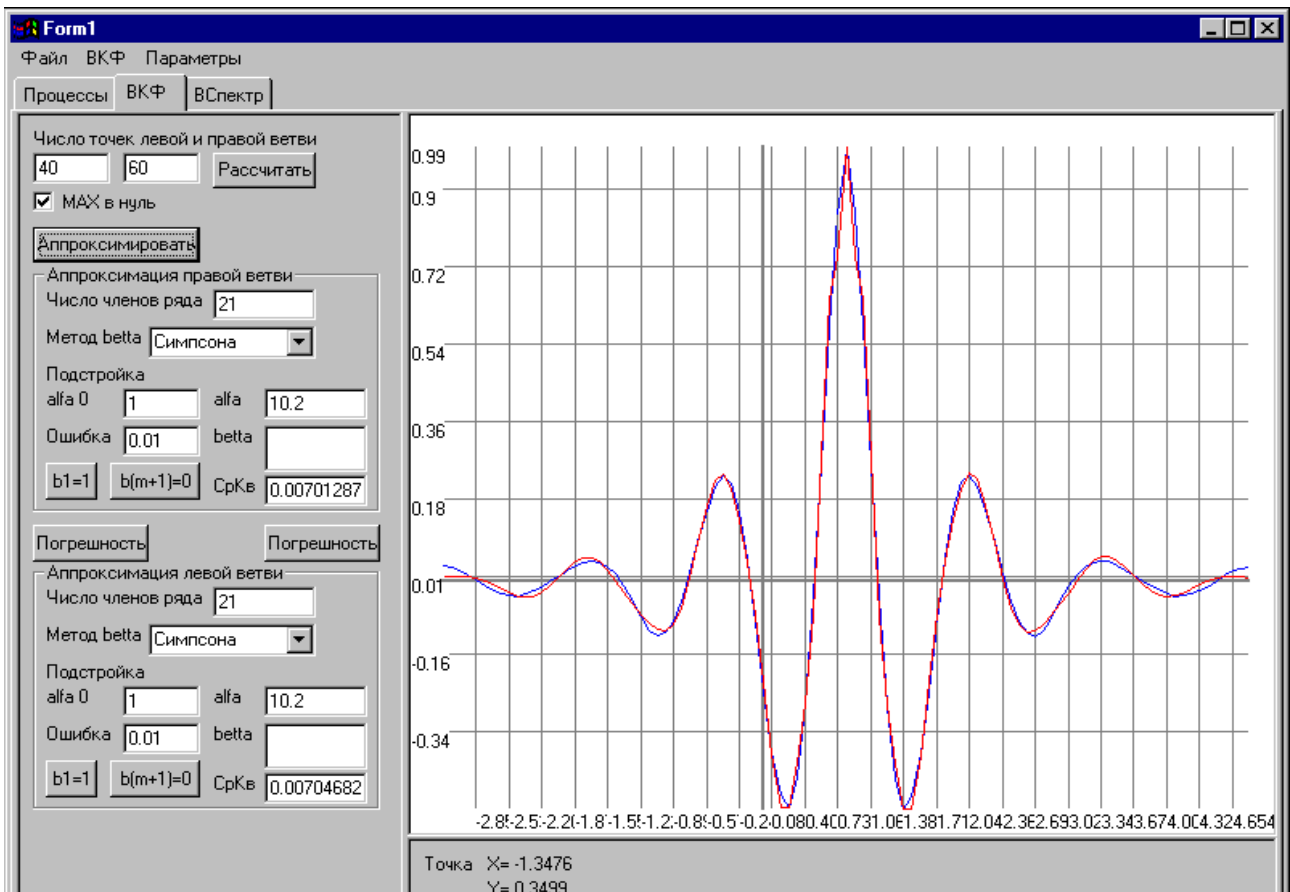 Form1
Файл ВКФ Параметры
Процессы ВКФ ВСпектр
Число точек левой и правой ветви
40 60 Рассчитать
MAX в нуль
Аппроксимировать
Аппроксимация правой ветви
Число членов ряда 21
Метод betta Симпсона
Подстройка
alfa 0 1 alfa 10.2
Ошибка 0.01 betta
b1=1 b(m+1)=0 СрКв 0.00701287
Погрешность Погрешность
Аппроксимация левой ветви
Число членов ряда 21
Метод betta Симпсона
Подстройка
alfa 0 1 alfa 10.2
Ошибка 0.01 betta
b1=1 b(m+1)=0 СрКв 0.00704682
0.99
0.9
0.72
0.54
0.36
0.18
0.01
-0.16
-0.34
Точка X= -1.3476
Y= 0.3499